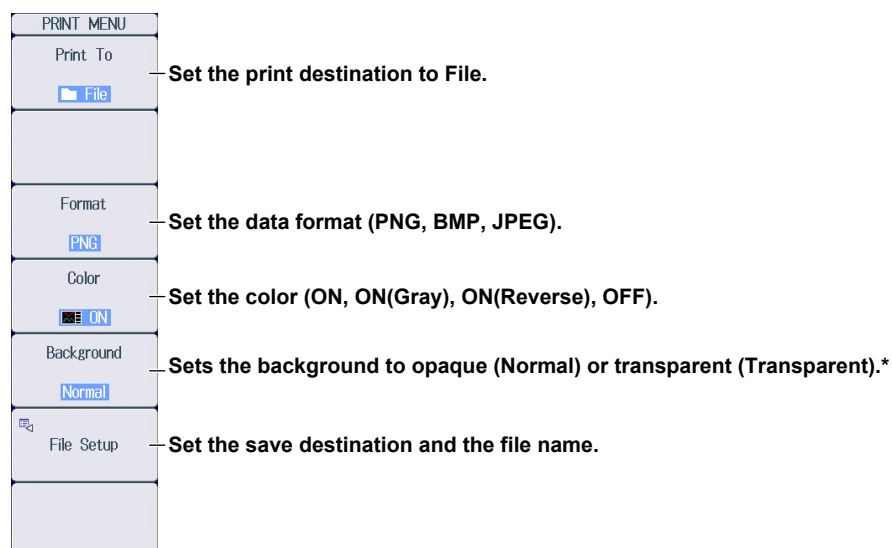 PRINT MENU
Print To
File
Set the print destination to File.
Format
PNG
Set the data format (PNG, BMP, JPEG).
Color
ON
Set the color (ON, ON(Gray), ON(Reverse), OFF).
Background
Normal
Sets the background to opaque (Normal) or transparent (Transparent).*
File Setup
Set the save destination and the file name.